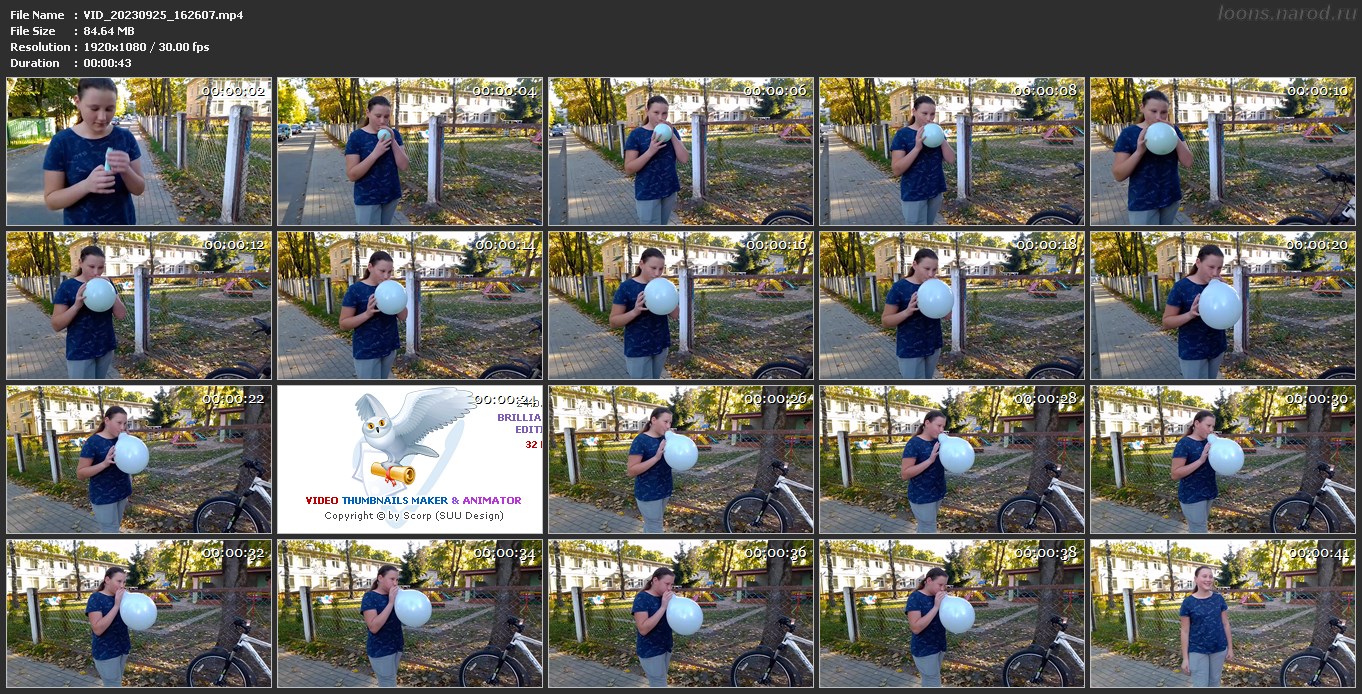 File Name : VID_20230925_162607.mp4
loons.narod.ru
File Size : 84.64 MB
Resolution : 1920x1080 / 30.00 fps
Duration : 00:00:43
00:00:02
00:00:04
00:00:06
00:00:08
00:00:10
00:00:12
00:00:14
00:00:16
00:00:18
00:00:20
00:00:22
00:00:24
BRILLIA
EDIT
32
VIDEO THUMBNAILS MAKER & ANIMATOR
Copyright © by Scorp (SUU Design)
00:00:26
00:00:28
00:00:30
00:00:32
00:00:34
00:00:36
00:00:38
00:00:41